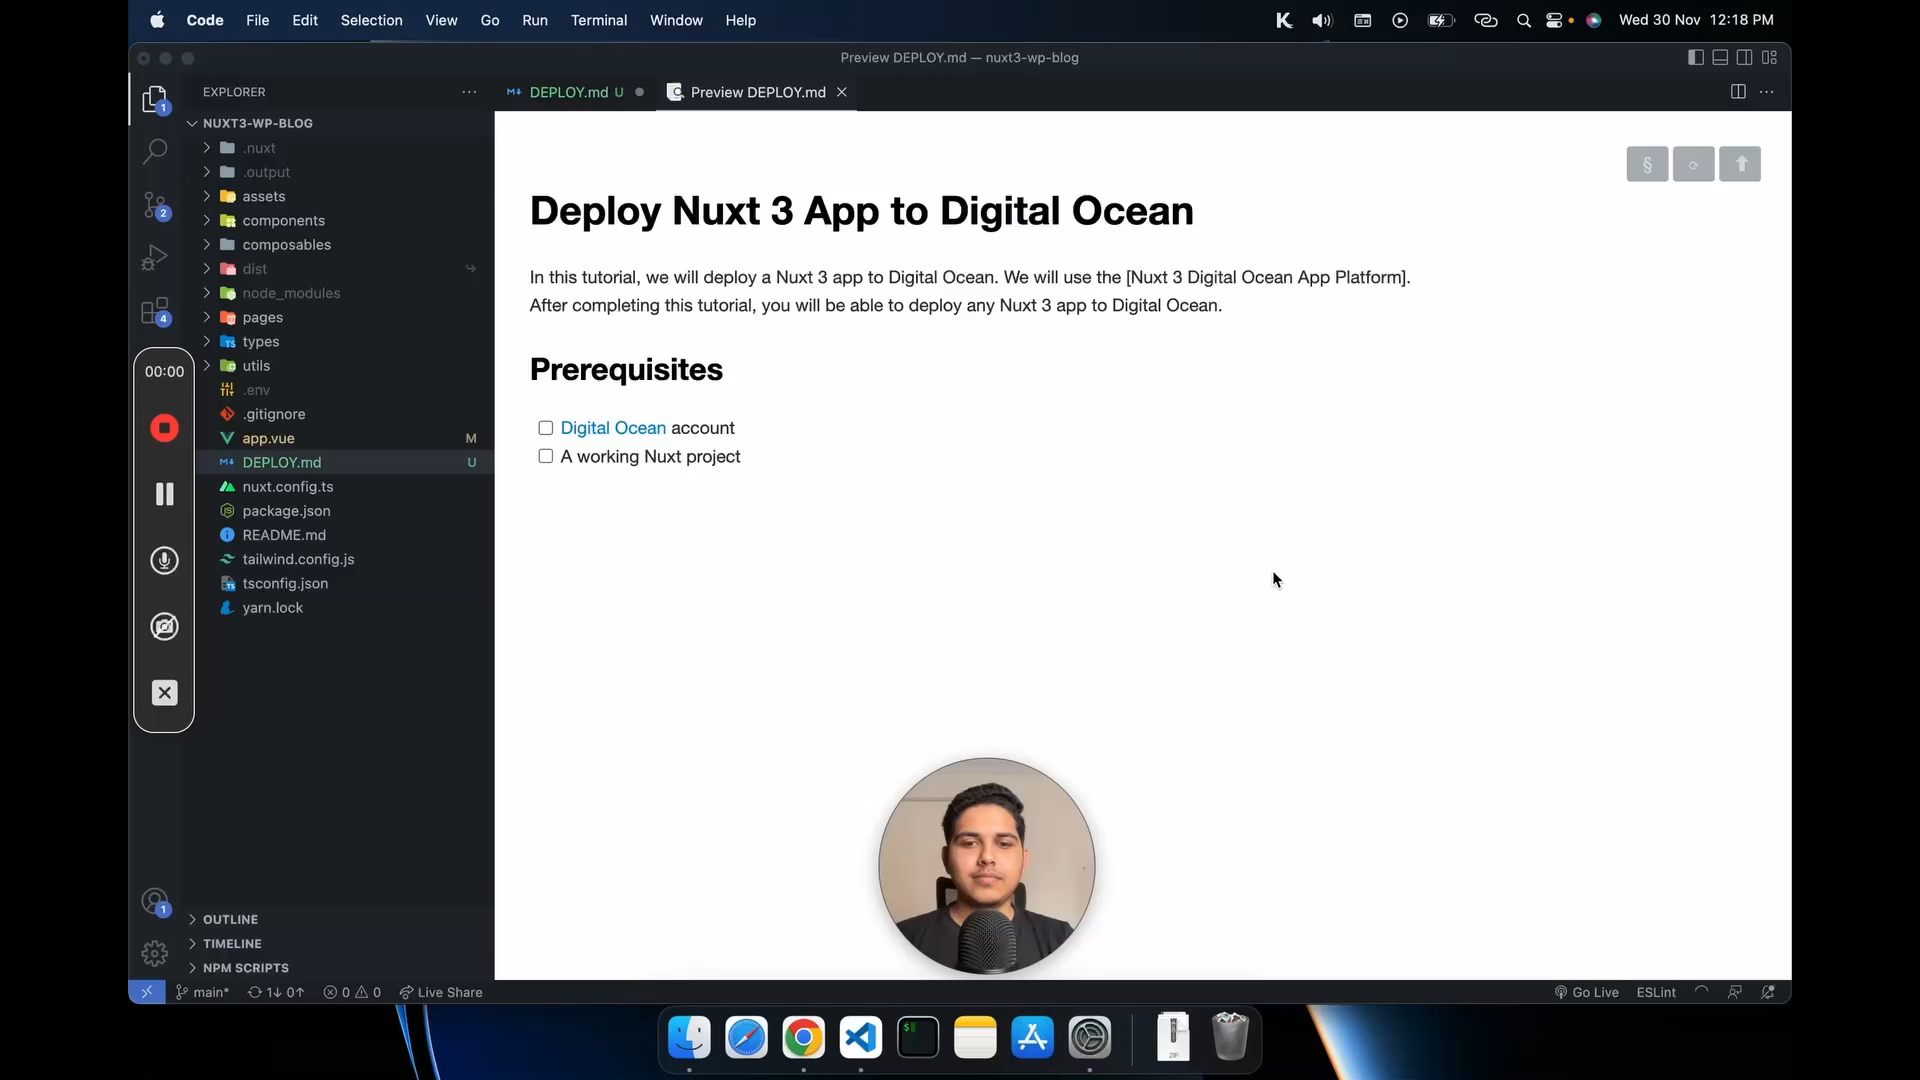 Code File Edit Selection View Go Run Terminal Window Help
Wed 30 Nov 12:18 PM
Preview DEPLOY.md — nuxt3-wp-blog
EXPLORER
DEPLOY.md U
Preview DEPLOY.md
NUXT3-WP-BLOG
.nuxt
.output
assets
components
composables
dist
node_modules
pages
types
utils
.env
.gitignore
app.vue M
DEPLOY.md U
nuxt.config.ts
package.json
README.md
tailwind.config.js
tsconfig.json
yarn.lock
1
2
4
00:00
1
OUTLINE
TIMELINE
NPM SCRIPTS
§
Deploy Nuxt 3 App to Digital Ocean
In this tutorial, we will deploy a Nuxt 3 app to Digital Ocean. We will use the [Nuxt 3 Digital Ocean App Platform].
After completing this tutorial, you will be able to deploy any Nuxt 3 app to Digital Ocean.
Prerequisites
Digital Ocean account
A working Nuxt project
main* 1↓ 0↑ 0 0 Live Share
Go Live ESLint
ZIP